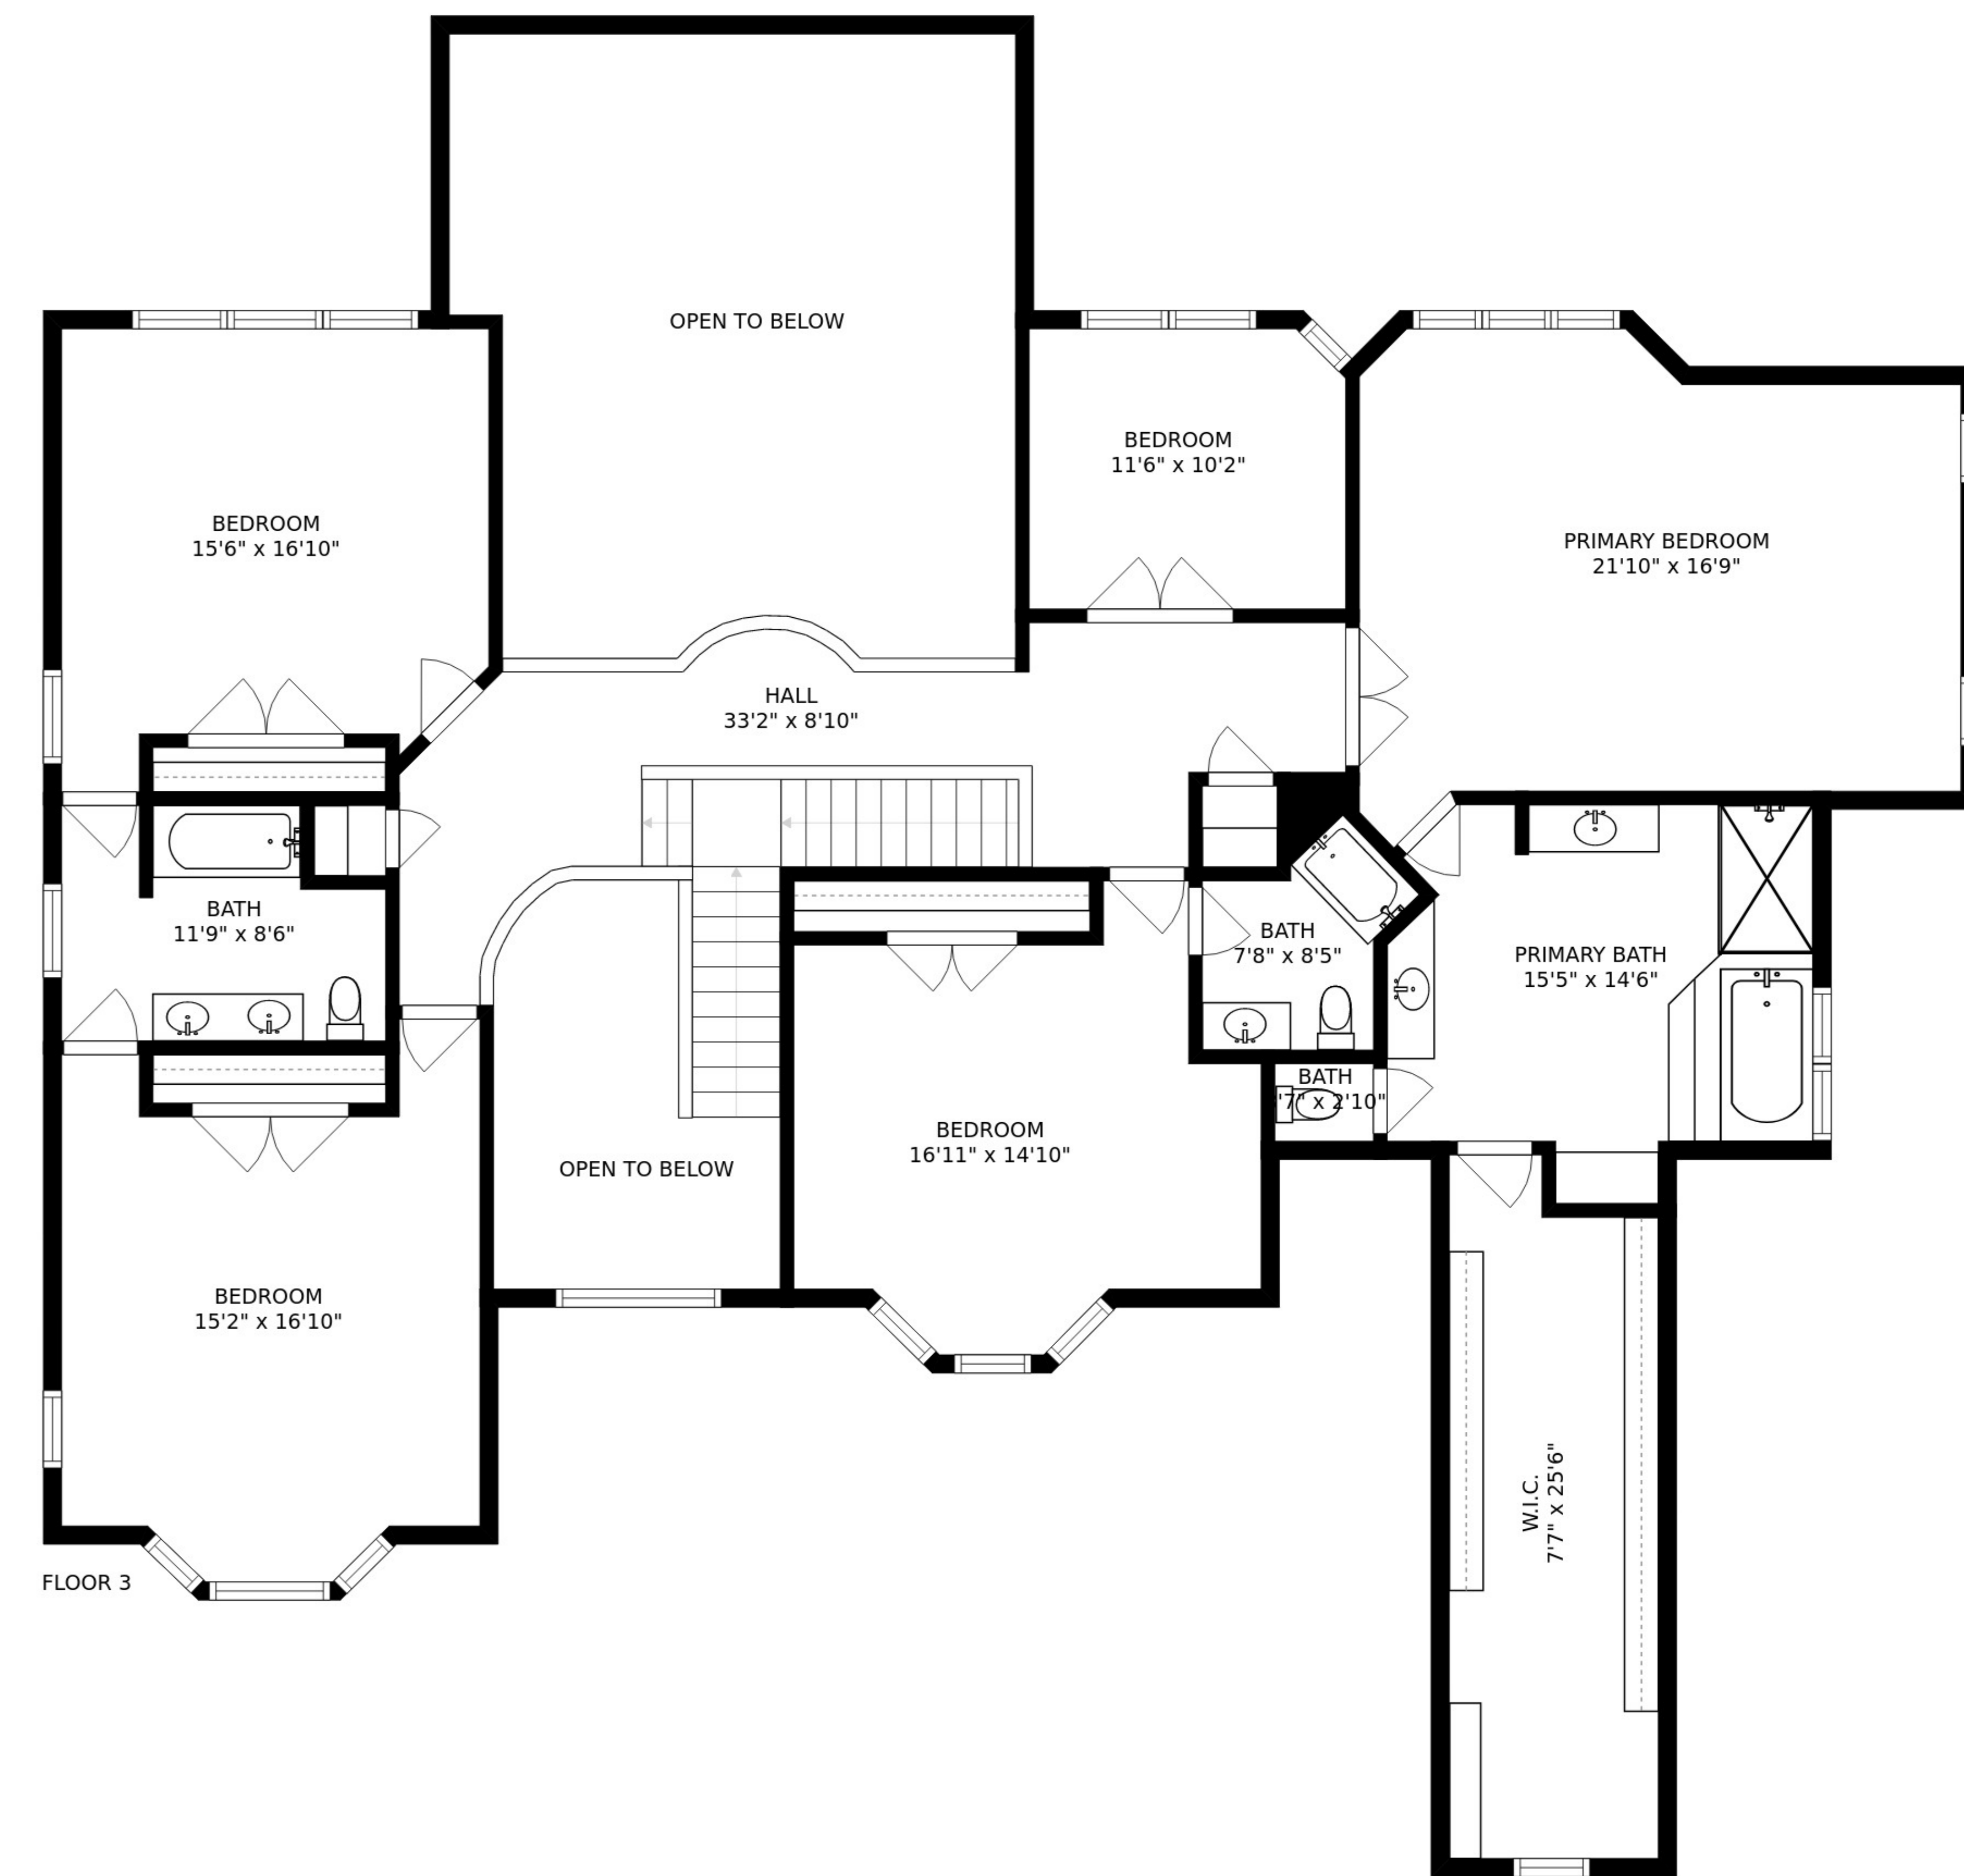 OPEN TO BELOW
BEDROOM
11'6" x 10'2"
BEDROOM
15'6" x 16'10"
PRIMARY BEDROOM
21'10" x 16'9"
HALL
33'2" x 8'10"
BATH
11'9" x 8'6"
BATH
7'8" x 8'5"
PRIMARY BATH
15'5" x 14'6"
BATH
'7" x 2'10"
BEDROOM
16'11" x 14'10"
OPEN TO BELOW
BEDROOM
15'2" x 16'10"
W.I.C.
7'7" x 25'6"
FLOOR 3